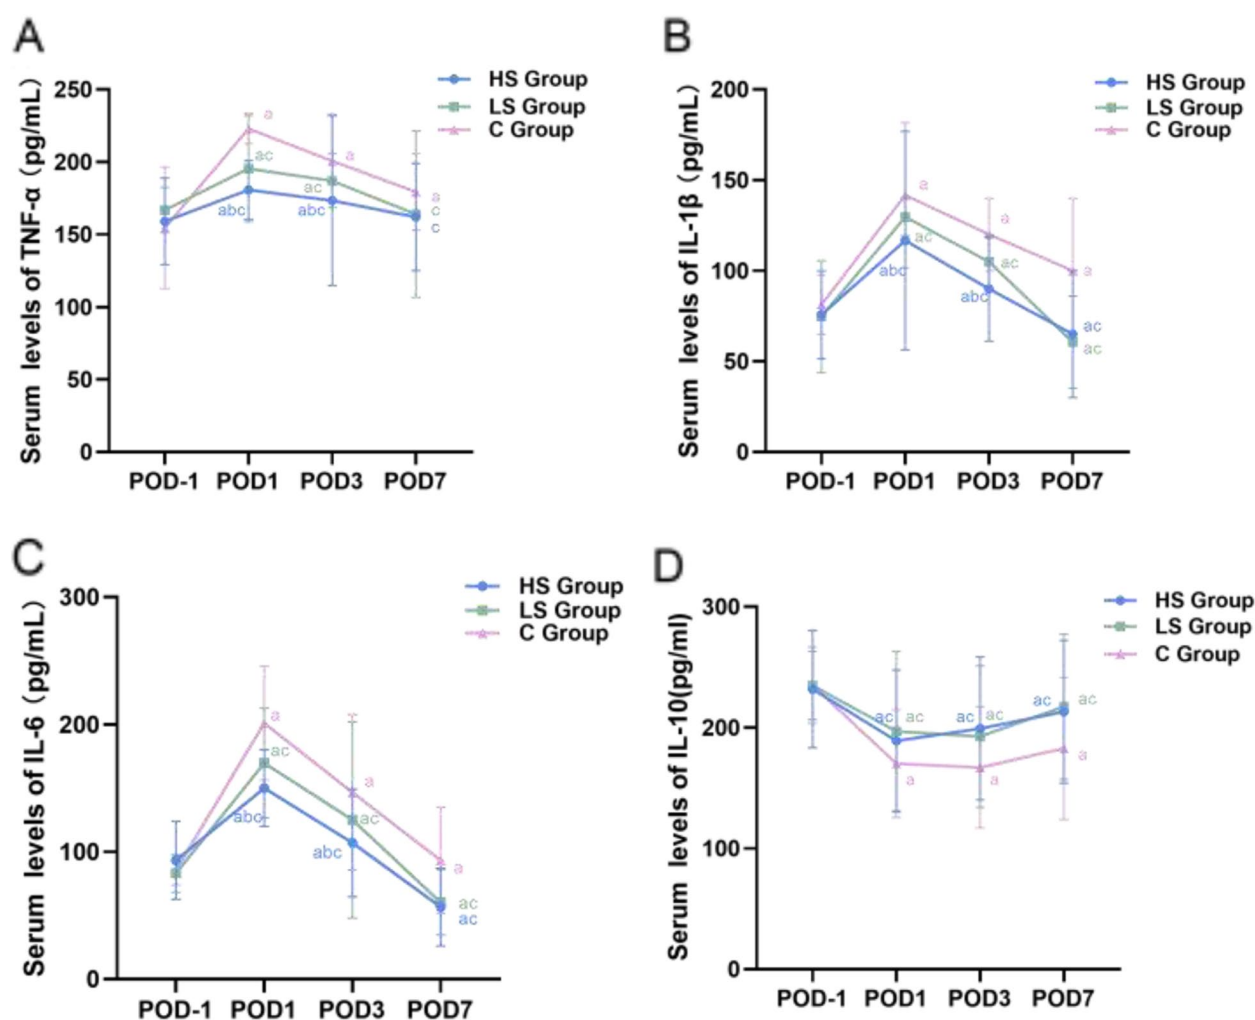 A
Serum levels of TNF-α (pg/mL)
250
200
150
100
50
0
POD-1 POD1 POD3 POD7
HS Group
LS Group
C Group
a
ac
abc
a
ac
abc
a
c
c
B
Serum levels of IL-1β (pg/mL)
200
150
100
50
0
POD-1 POD1 POD3 POD7
HS Group
LS Group
C Group
a
ac
abc
a
ac
abc
a
ac
ac
C
Serum levels of IL-6 (pg/mL)
300
200
100
0
POD-1 POD1 POD3 POD7
HS Group
LS Group
C Group
a
ac
abc
a
ac
abc
a
ac
ac
D
Serum levels of IL-10(pg/ml)
300
200
100
0
POD-1 POD1 POD3 POD7
HS Group
LS Group
C Group
ac ac
a
ac ac
a
ac ac
a